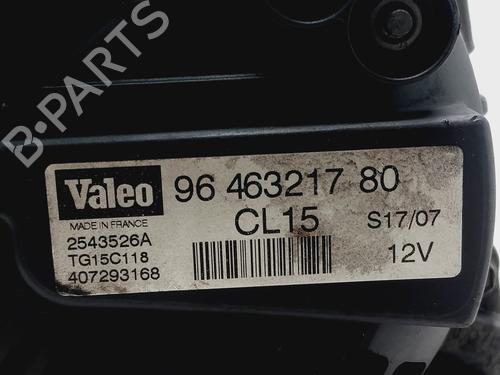 B-PARTS
Valeo
96 463217 80
MADE IN FRANCE
CL15
S17/07
2543526A
TG15C118
12V
407293168